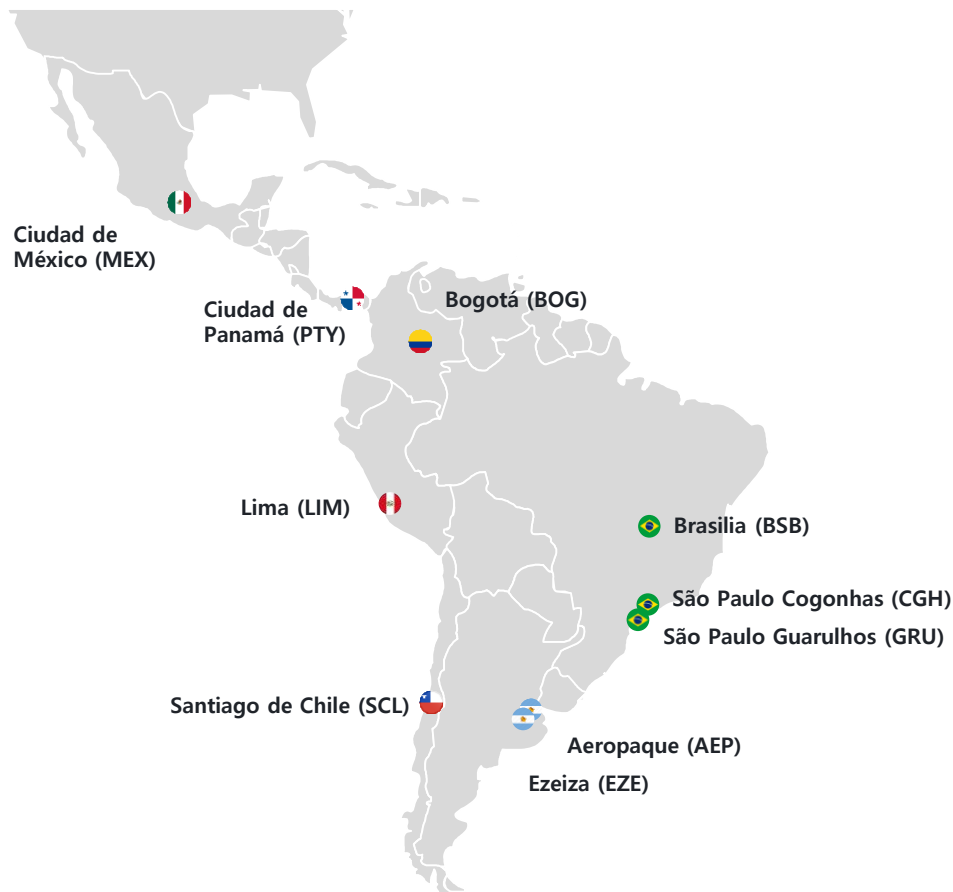 Ciudad de
México (MEX)
Ciudad de
Panamá (PTY)
Bogotá (BOG)
Lima (LIM)
Brasilia (BSB)
São Paulo Cogonhas (CGH)
São Paulo Guarulhos (GRU)
Santiago de Chile (SCL)
Aeropaque (AEP)
Ezeiza (EZE)